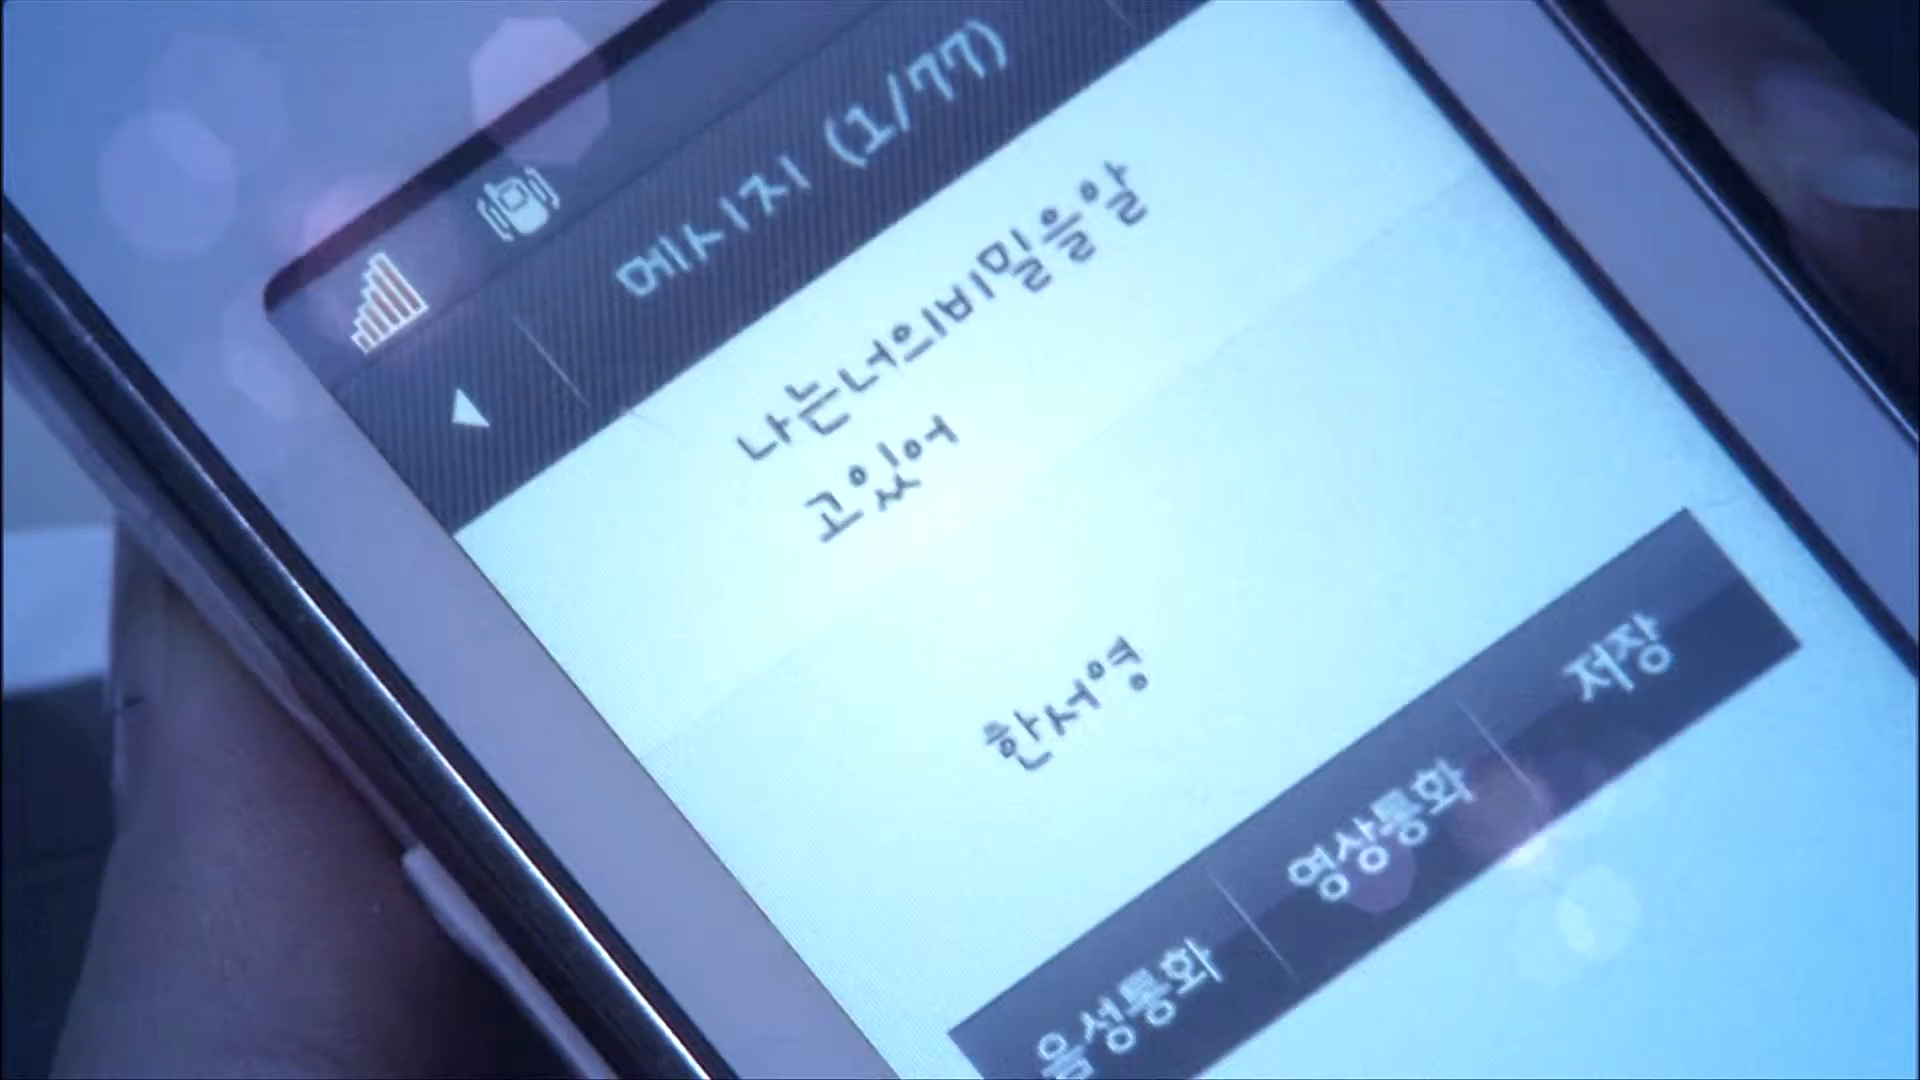 메시지 (1/77)
나는너의비밀을알
고있어
한서영
음성통화 영상통화 저장